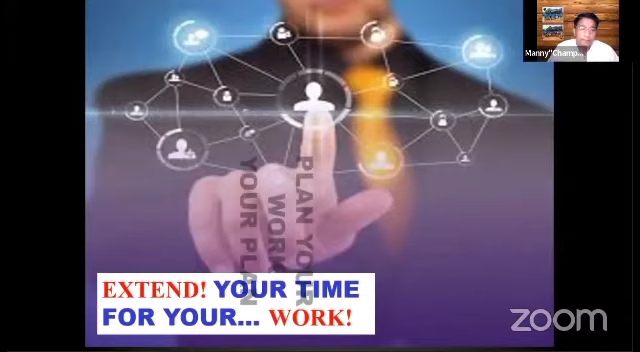 Manny"Champ...
PLAN YOUR
WORK
YOUR PLAN
EXTEND! YOUR TIME
FOR YOUR... WORK!
zoom